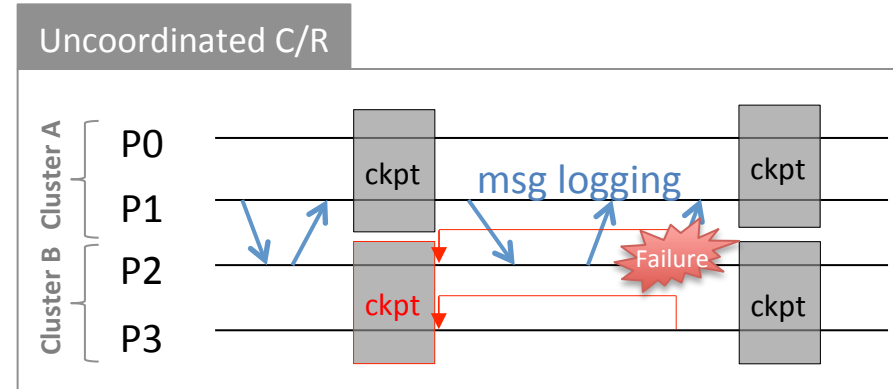 Uncoordinated C/R
Cluster A
P0
P1
ckpt
msg logging
ckpt
Cluster B
P2
P3
ckpt
Failure
ckpt